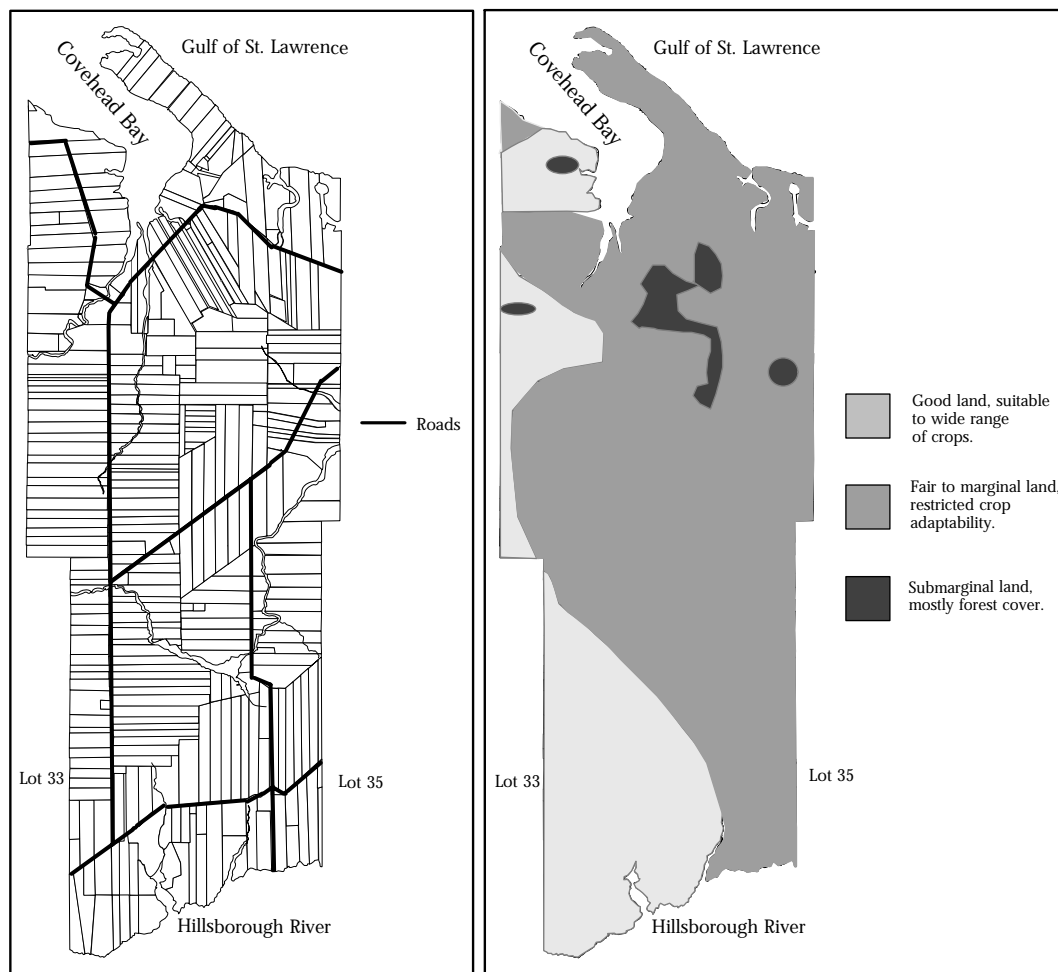 Gulf of St. Lawrence
Covehead Bay
Roads
Lot 33
Lot 35
Hillsborough River
Gulf of St. Lawrence
Covehead Bay
Good land, suitable
to wide range
of crops.
Fair to marginal land,
restricted crop
adaptability.
Submarginal land,
mostly forest cover.
Lot 33
Lot 35
Hillsborough River